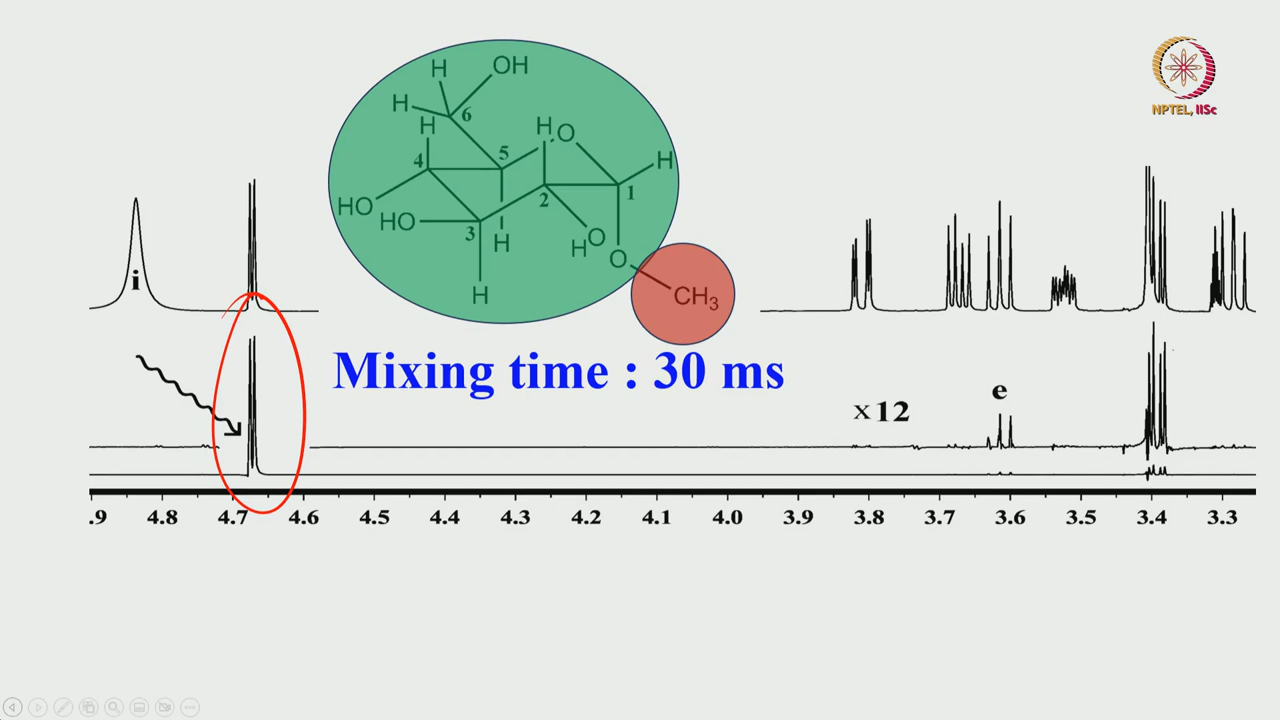 NPTEL, IISc
H
OH
H
6
H
H
O
4
5
H
1
HO
2
HO
3
H
HO
O
H
CH3
i
Mixing time : 30 ms
e
x 12
.9 4.8 4.7 4.6 4.5 4.4 4.3 4.2 4.1 4.0 3.9 3.8 3.7 3.6 3.5 3.4 3.3